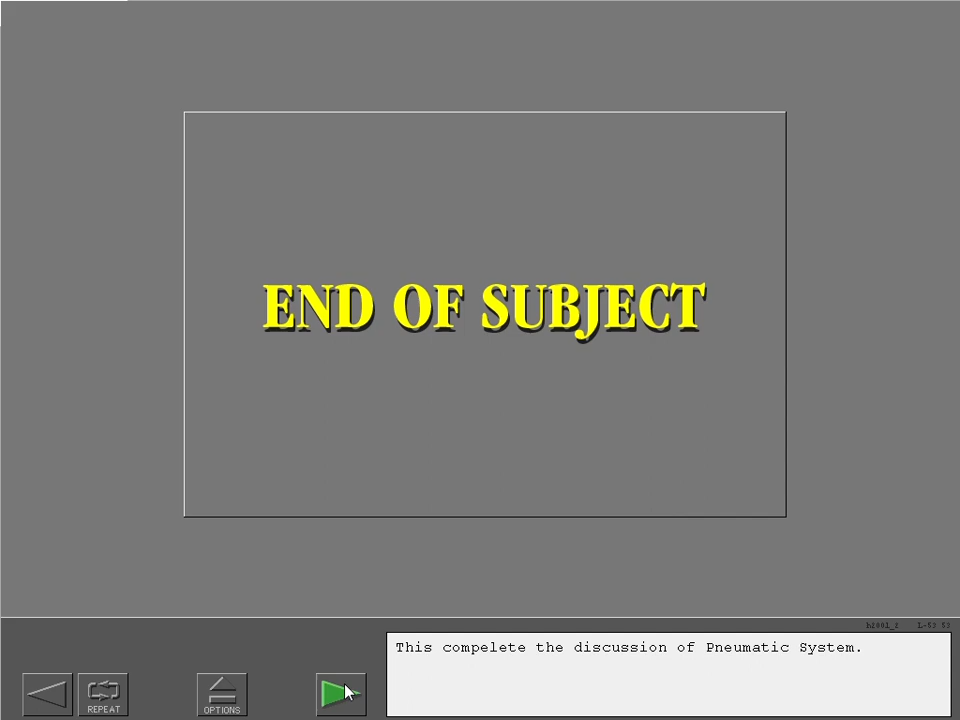 END OF SUBJECT
This compelete the discussion of Pneumatic System.
REPEAT
OPTIONS